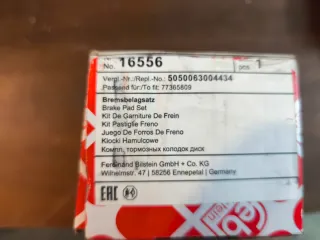 No. 16556 pcs. 1
Vergl.-Nr./Repl.-No.: 5050063004434
Passend für:/To fit: 77365809
Bremsbelagsatz
Brake Pad Set
Kit De Garniture De Frein
Kit Pastiglie Freno
Juego De Forros De Freno
Klocki Hamulcowe
Компл. тормозных колодок диск
Ferdinand Bilstein GmbH + Co. KG
Wilhelmstr. 47 | 58256 Ennepetal | Germany
EAC